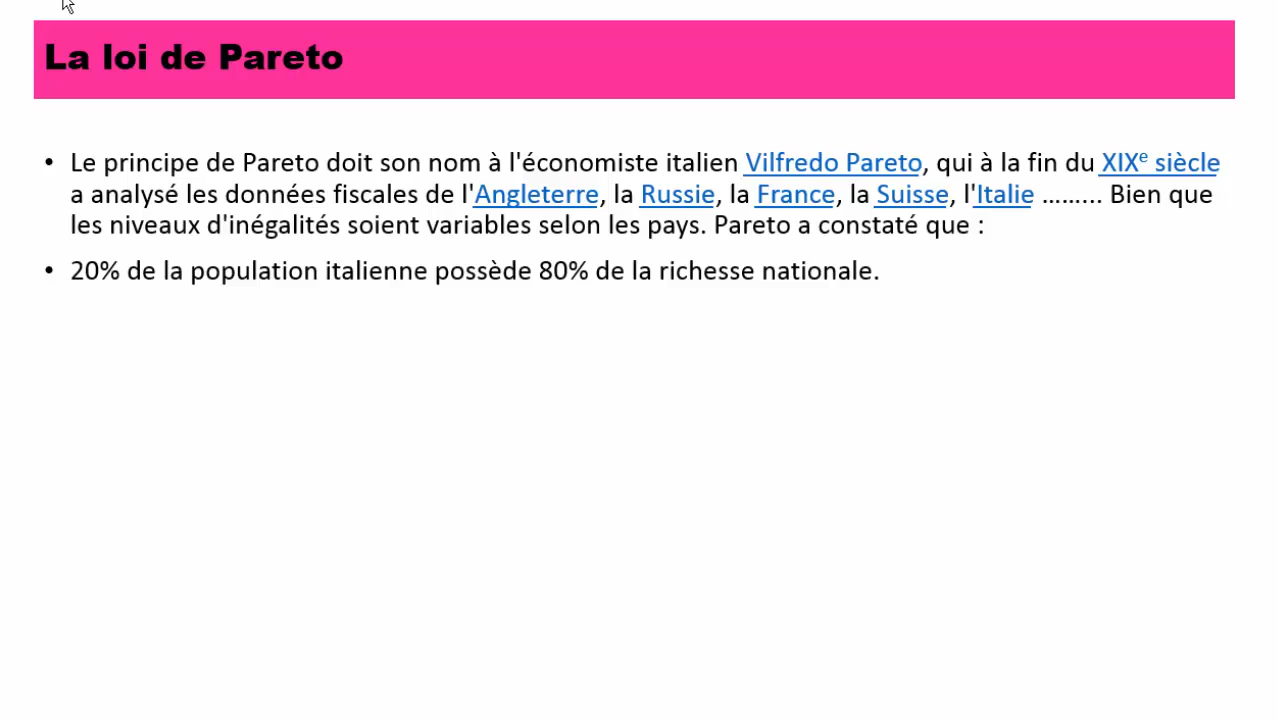 La loi de Pareto
• Le principe de Pareto doit son nom à l'économiste italien Vilfredo Pareto, qui à la fin du XIXe siècle
a analysé les données fiscales de l'Angleterre, la Russie, la France, la Suisse, l'Italie ……... Bien que
les niveaux d'inégalités soient variables selon les pays. Pareto a constaté que :
• 20% de la population italienne possède 80% de la richesse nationale.